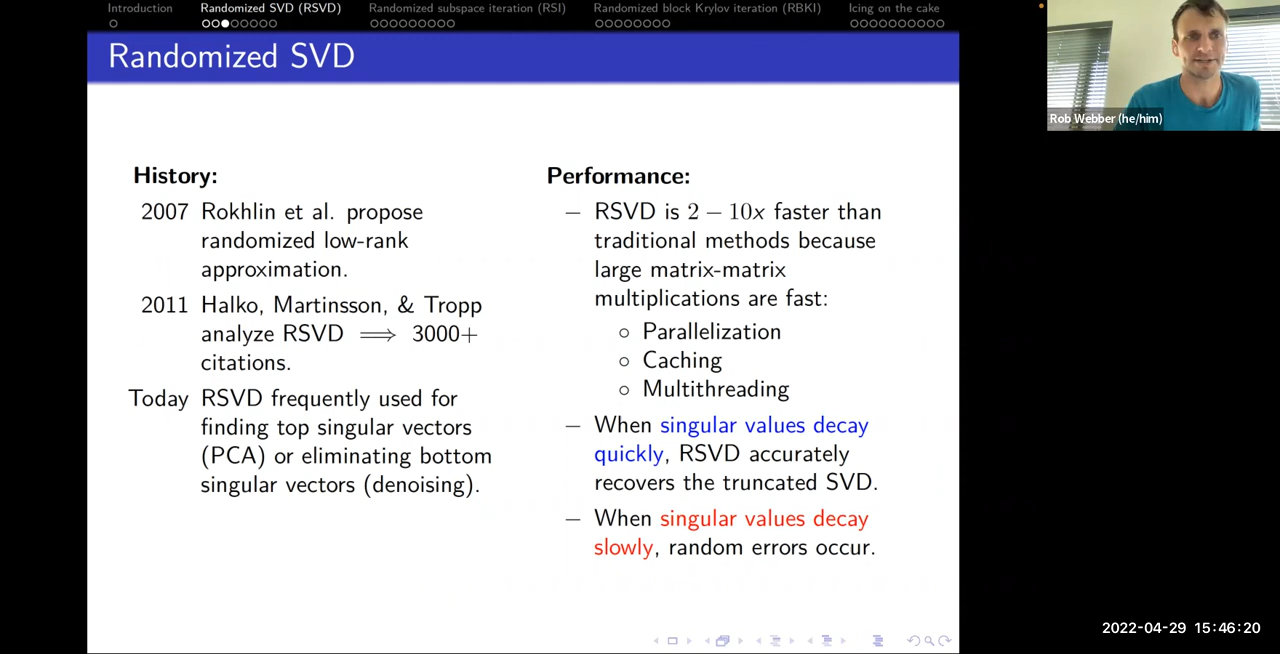 Introduction
Randomized SVD (RSVD)
Randomized subspace iteration (RSI)
Randomized block Krylov iteration (RBKI)
Icing on the cake
Randomized SVD
History:
2007 Rokhlin et al. propose
randomized low-rank
approximation.
2011 Halko, Martinsson, & Tropp
analyze RSVD ⟹ 3000+
citations.
Today RSVD frequently used for
finding top singular vectors
(PCA) or eliminating bottom
singular vectors (denoising).
Performance:
– RSVD is 2 – 10x faster than
traditional methods because
large matrix-matrix
multiplications are fast:
○ Parallelization
○ Caching
○ Multithreading
– When singular values decay
quickly, RSVD accurately
recovers the truncated SVD.
– When singular values decay
slowly, random errors occur.
Rob Webber (he/him)
2022-04-29 15:46:20